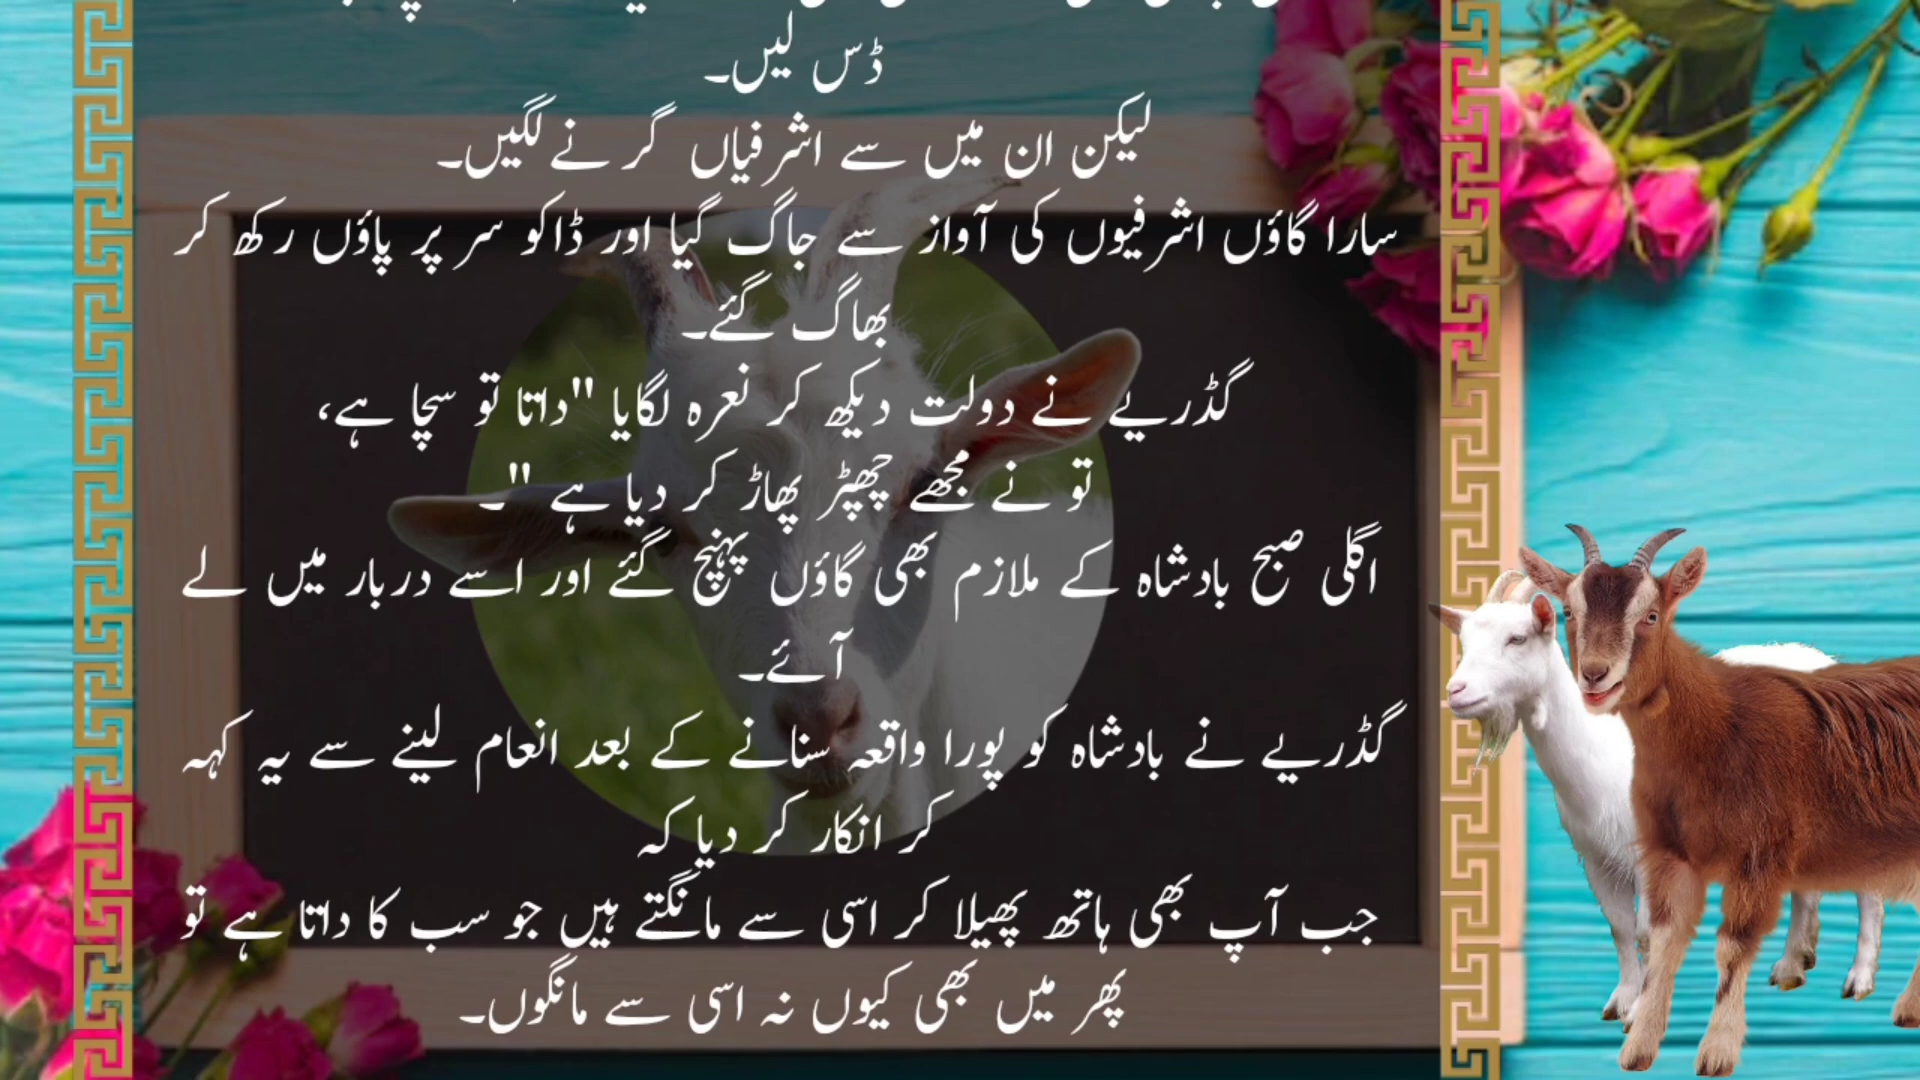 ڈس لیں۔
لیکن ان میں سے اشرفیاں گرنے لگیں۔
سارا گاؤں اشرفیوں کی آواز سے جاگ گیا اور ڈاکو سر پر پاؤں رکھ کر
بھاگ گئے۔
گڈریے نے دولت دیکھ کر نعرہ لگایا "داتا تو سچا ہے،
تو نے مجھے چھپڑ پھاڑ کر دیا ہے "۔
اگلی صبح بادشاہ کے ملازم بھی گاؤں پہنچ گئے اور اسے دربار میں لے
آئے۔
گڈریے نے بادشاہ کو پورا واقعہ سنانے کے بعد انعام لینے سے یہ کہہ
کر انکار کر دیا کہ
جب آپ بھی ہاتھ پھیلا کر اسی سے مانگتے ہیں جو سب کا داتا ہے تو
پھر میں بھی کیوں نہ اسی سے مانگوں۔